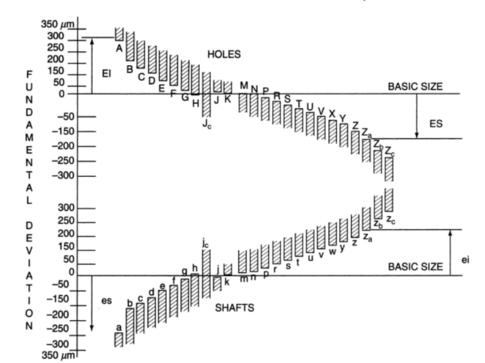 350 µm
300
250
200
150
100
50
0
-50
-100
-150
-200
-250
-300
300
250
200
150
100
50
0
-50
-100
-150
-200
-250
-300
350 µm
FUNDAMENTAL DEVIATION
HOLES
EI
A B C D E F G H Jc J K M N P R S T U V X Y Z Za Zb Zc
BASIC SIZE
ES
SHAFTS
es
a b c d e f g h jc j k m n p r s t u v w y z za zb zc
BASIC SIZE
ei